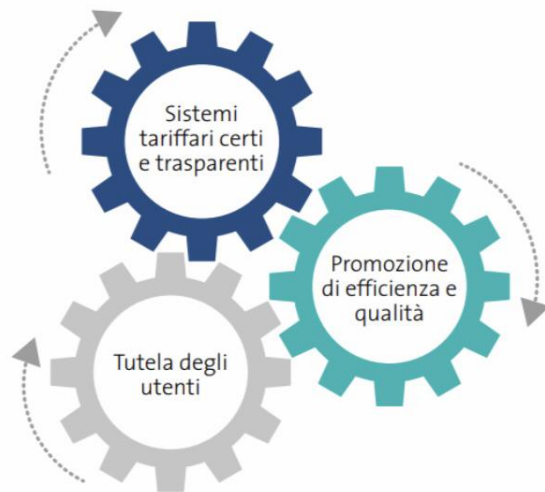 Sistemi
tariffari certi
e trasparenti
Promozione
di efficienza e
qualità
Tutela degli
utenti